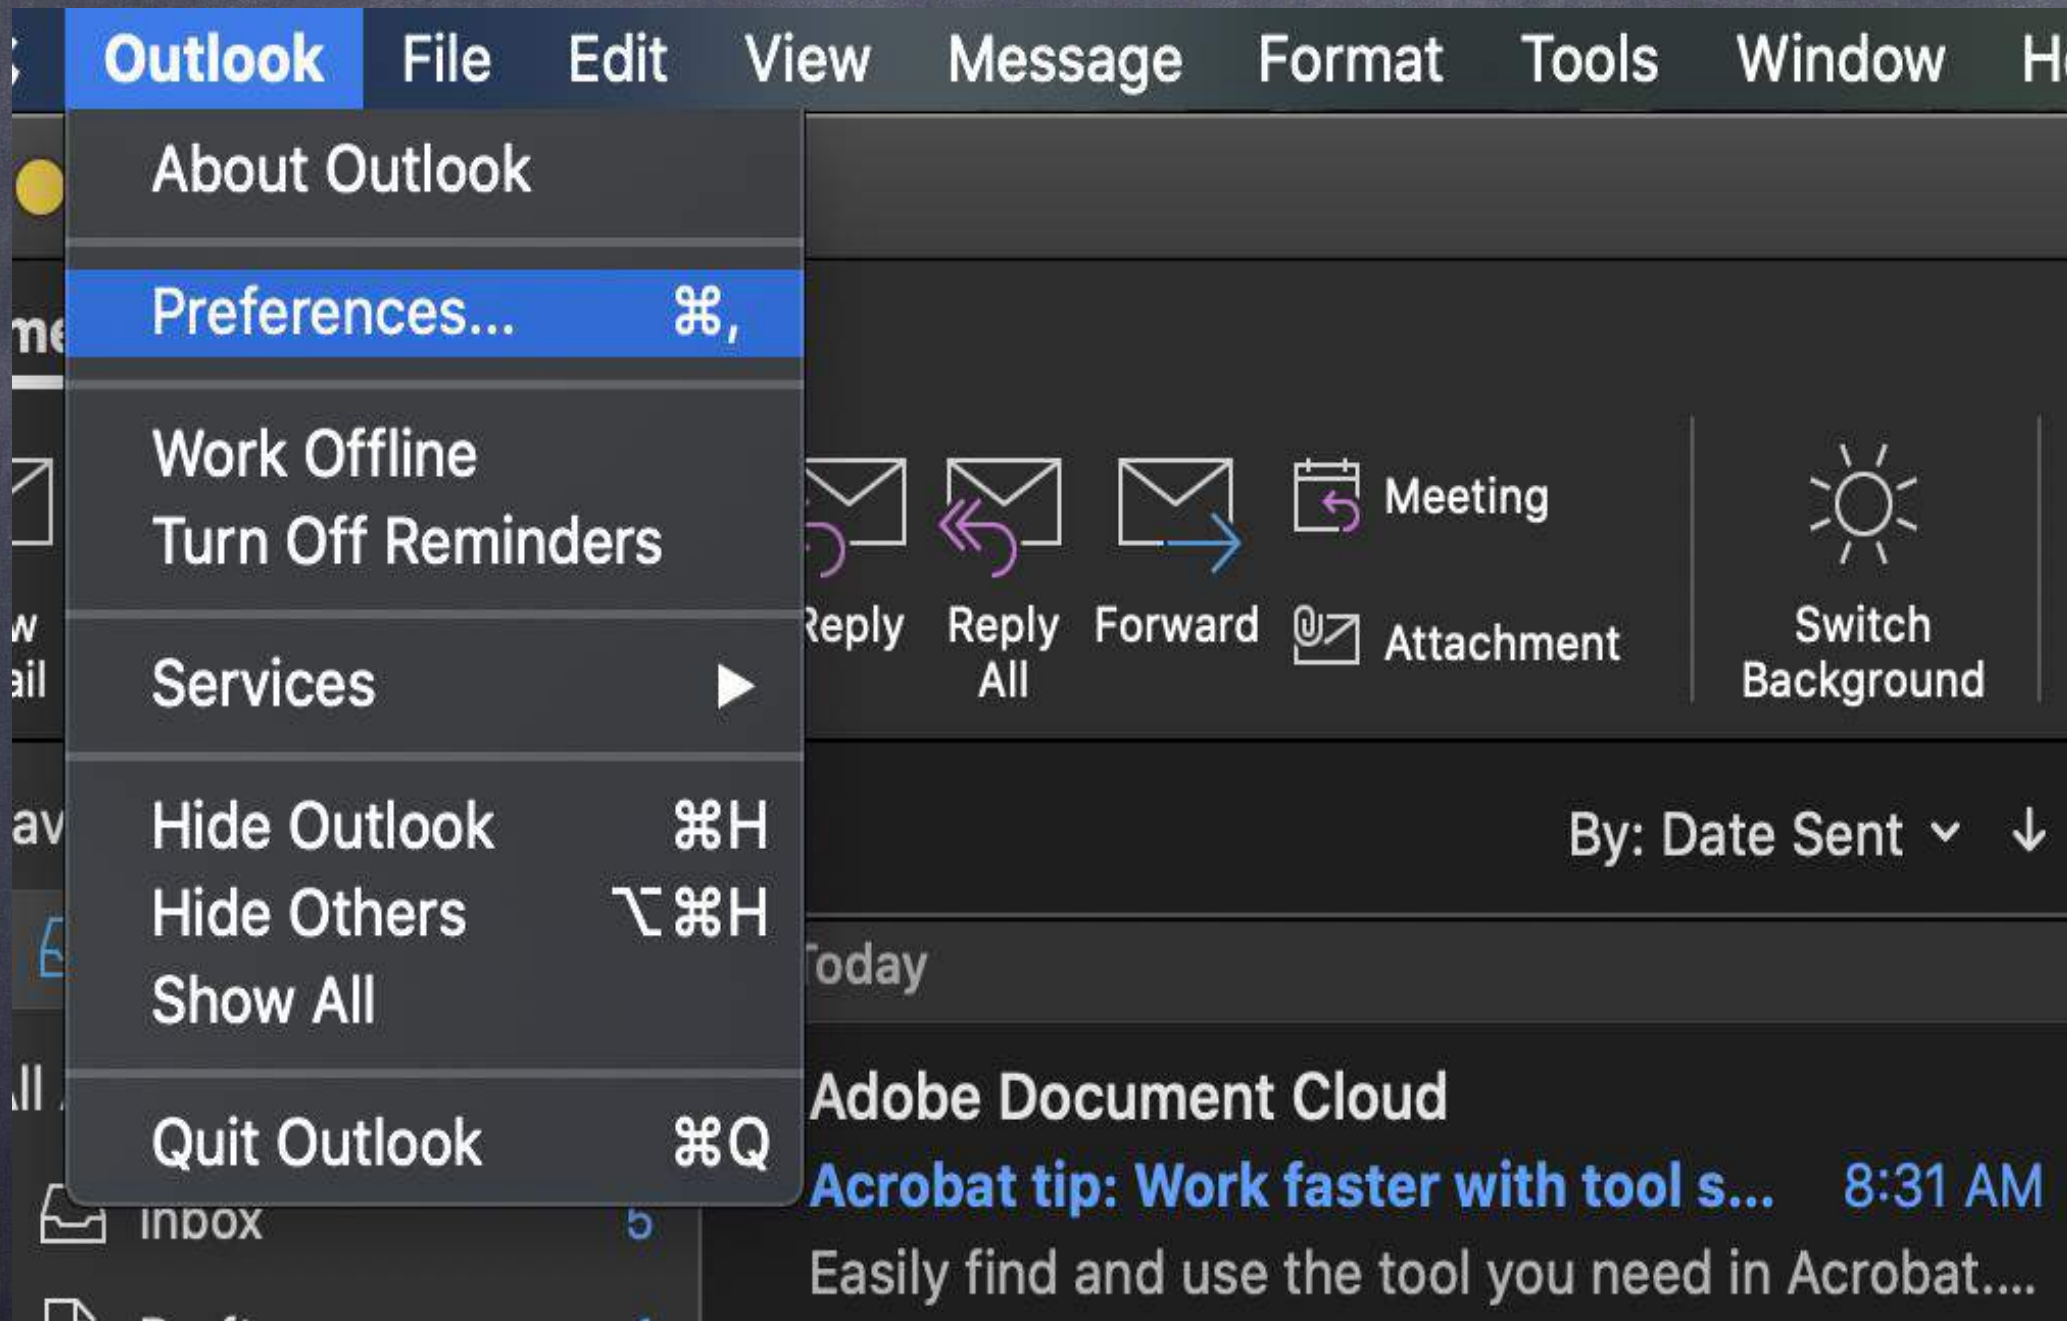 Outlook File Edit View Message Format Tools Window
About Outlook
Preferences... ⌘,
Work Offline
Turn Off Reminders
Services
Hide Outlook ⌘H
Hide Others ⌥⌘H
Show All
Quit Outlook ⌘Q
Reply
Reply All
Forward
Meeting
Attachment
Switch
Background
By: Date Sent
Today
Adobe Document Cloud
Acrobat tip: Work faster with tool s... 8:31 AM
Easily find and use the tool you need in Acrobat....
Inbox 5